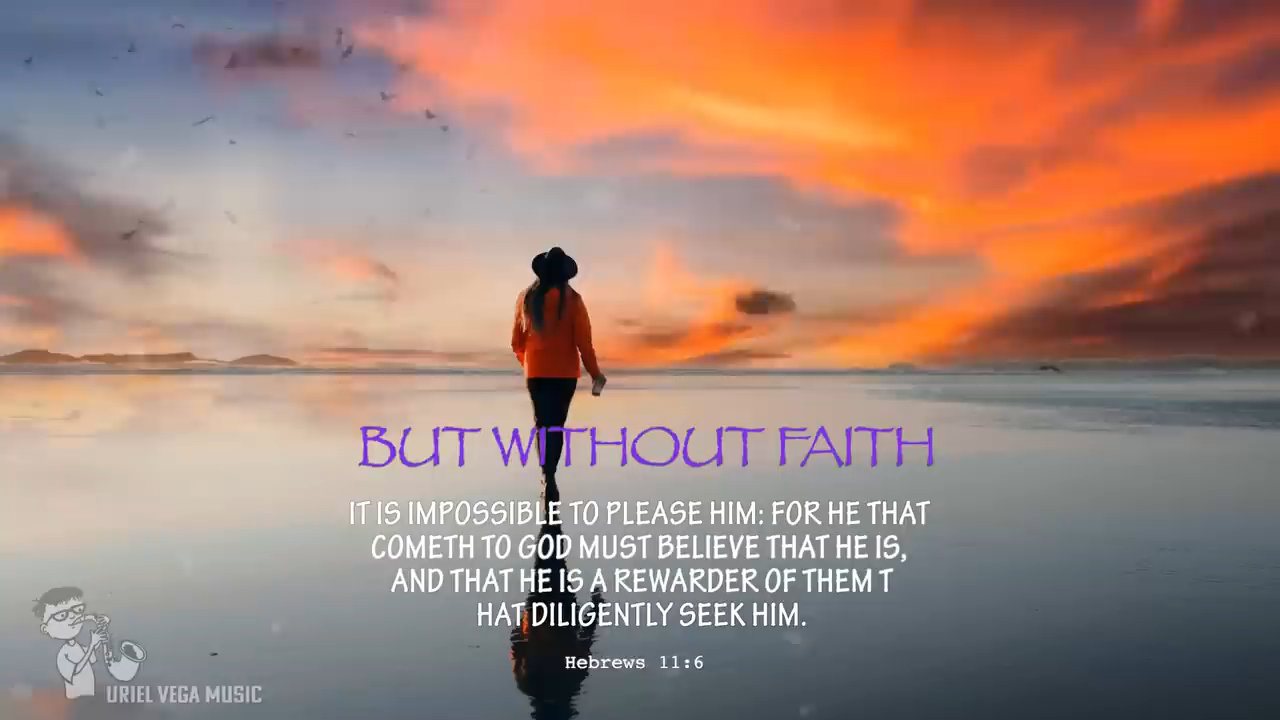 BUT WITHOUT FAITH
IT IS IMPOSSIBLE TO PLEASE HIM: FOR HE THAT
COMETH TO GOD MUST BELIEVE THAT HE IS,
AND THAT HE IS A REWARDER OF THEM T
HAT DILIGENTLY SEEK HIM.
Hebrews 11:6
URIEL VEGA MUSIC